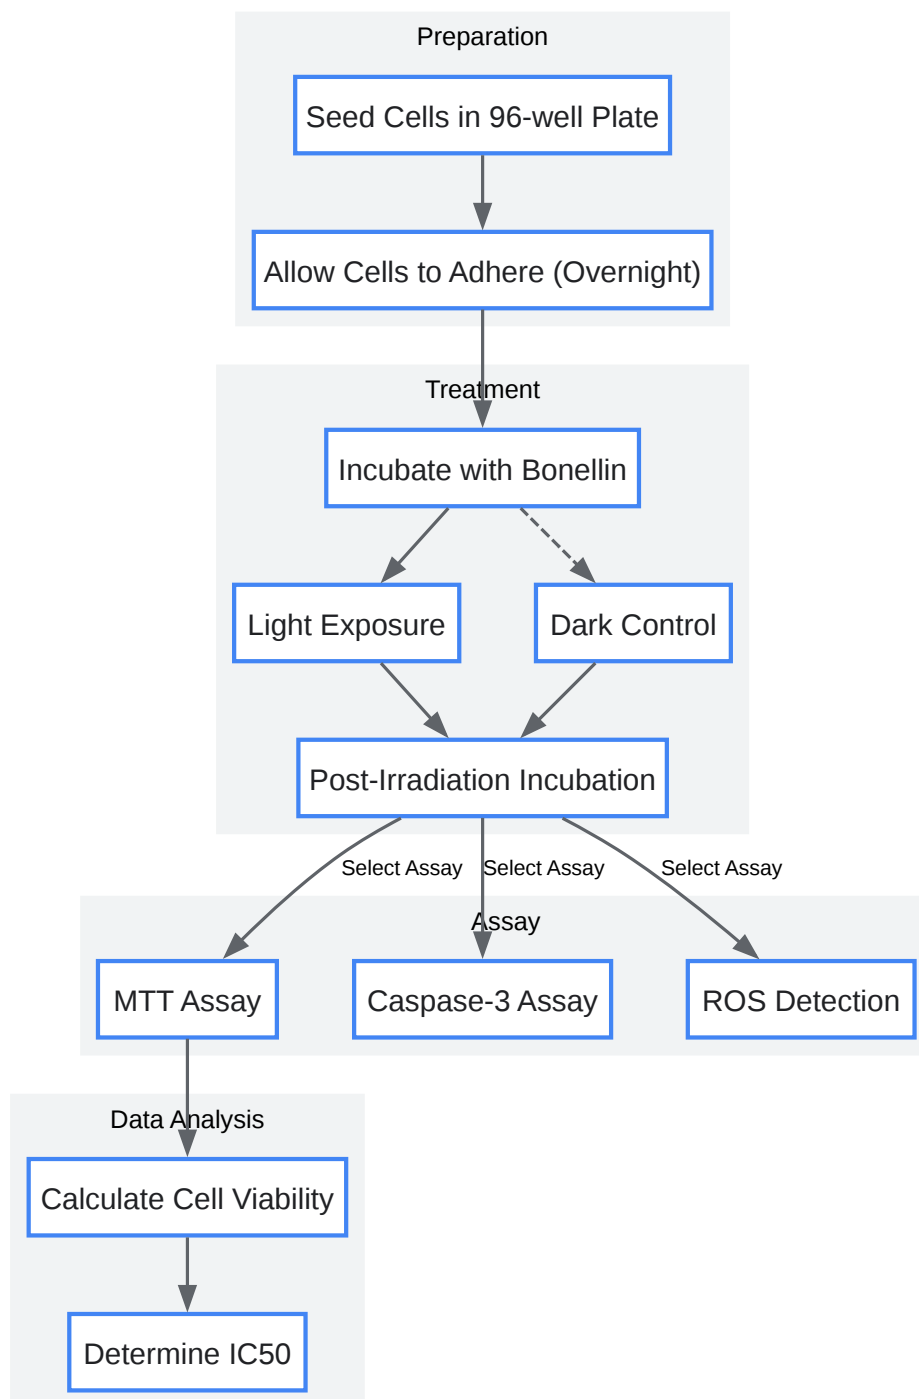 Preparation
Seed Cells in 96-well Plate
Allow Cells to Adhere (Overnight)
Treatment
Incubate with Bonellin
Light Exposure
Dark Control
Post-Irradiation Incubation
Select Assay
Select Assay
Select Assay
Assay
MTT Assay
Caspase-3 Assay
ROS Detection
Data Analysis
Calculate Cell Viability
Determine IC50